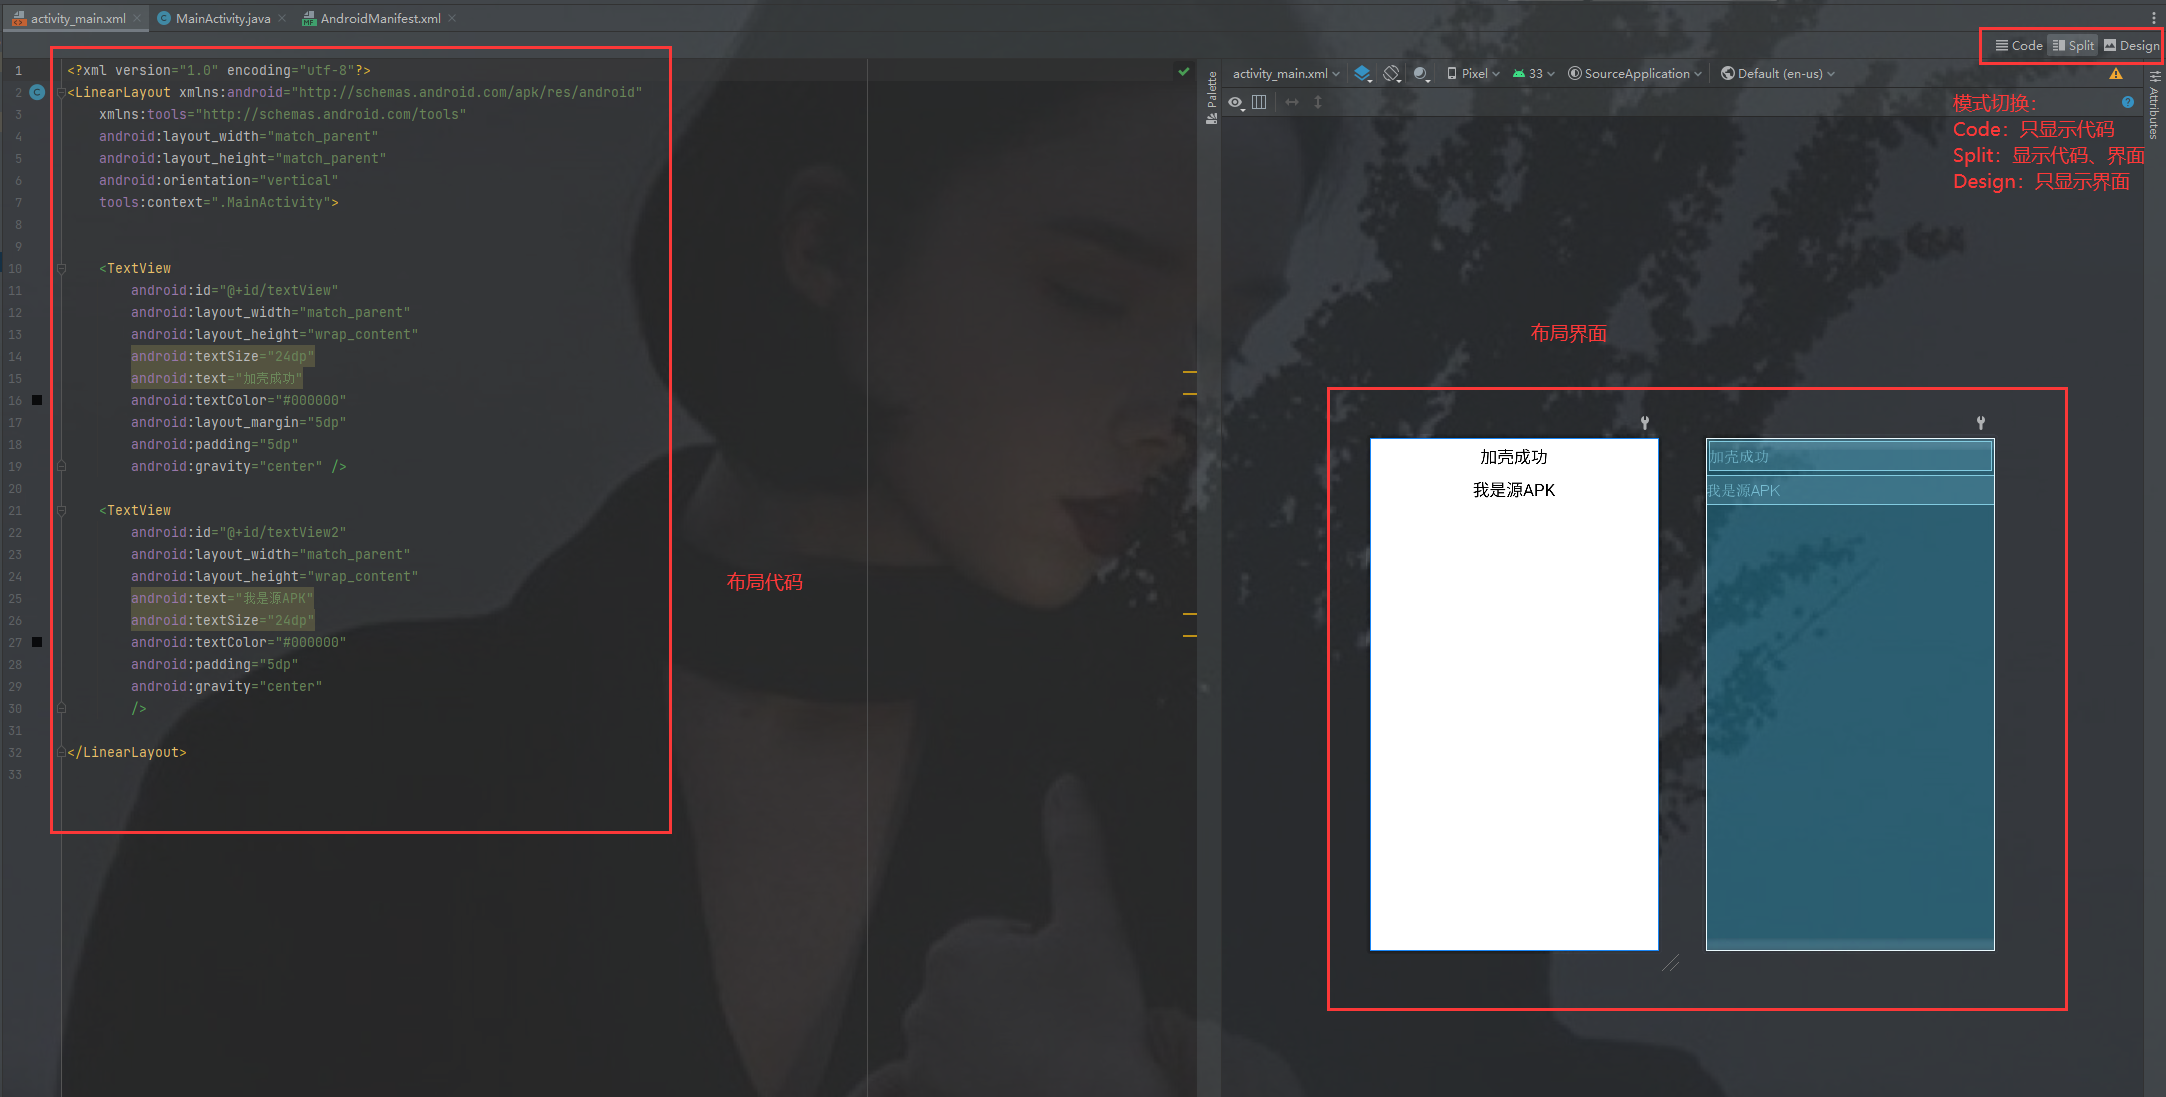 activity_main.xml MainActivity.java AndroidManifest.xml
Code Split Design
1 <?xml version="1.0" encoding="utf-8"?>
2 <LinearLayout xmlns:android="http://schemas.android.com/apk/res/android"
3 xmlns:tools="http://schemas.android.com/tools"
4 android:layout_width="match_parent"
5 android:layout_height="match_parent"
6 android:orientation="vertical"
7 tools:context=".MainActivity">
8
9
10 <TextView
11 android:id="@+id/textView"
12 android:layout_width="match_parent"
13 android:layout_height="wrap_content"
14 android:textSize="24dp"
15 android:text="加壳成功"
16 android:textColor="#000000"
17 android:layout_margin="5dp"
18 android:padding="5dp"
19 android:gravity="center" />
20
21 <TextView
22 android:id="@+id/textView2"
23 android:layout_width="match_parent"
24 android:layout_height="wrap_content"
25 android:text="我是源APK"
26 android:textSize="24dp"
27 android:textColor="#000000"
28 android:padding="5dp"
29 android:gravity="center"
30 />
31
32 </LinearLayout>
33
布局代码
Palette
activity_main.xml Pixel 33 SourceApplication Default (en-us)
Attributes
模式切换：
Code：只显示代码
Split：显示代码、界面
Design：只显示界面
布局界面
加壳成功
我是源APK
加壳成功
我是源APK